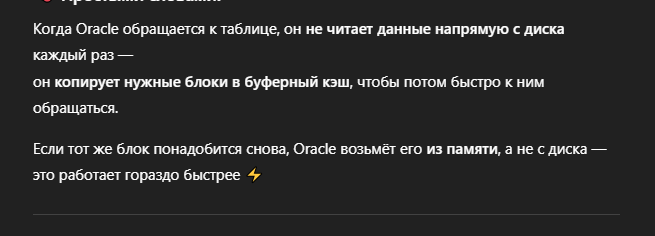 Когда Oracle обращается к таблице, он не читает данные напрямую с диска
каждый раз —
он копирует нужные блоки в буферный кэш, чтобы потом быстро к ним
обращаться.
Если тот же блок понадобится снова, Oracle возьмёт его из памяти, а не с диска —
это работает гораздо быстрее ⚡